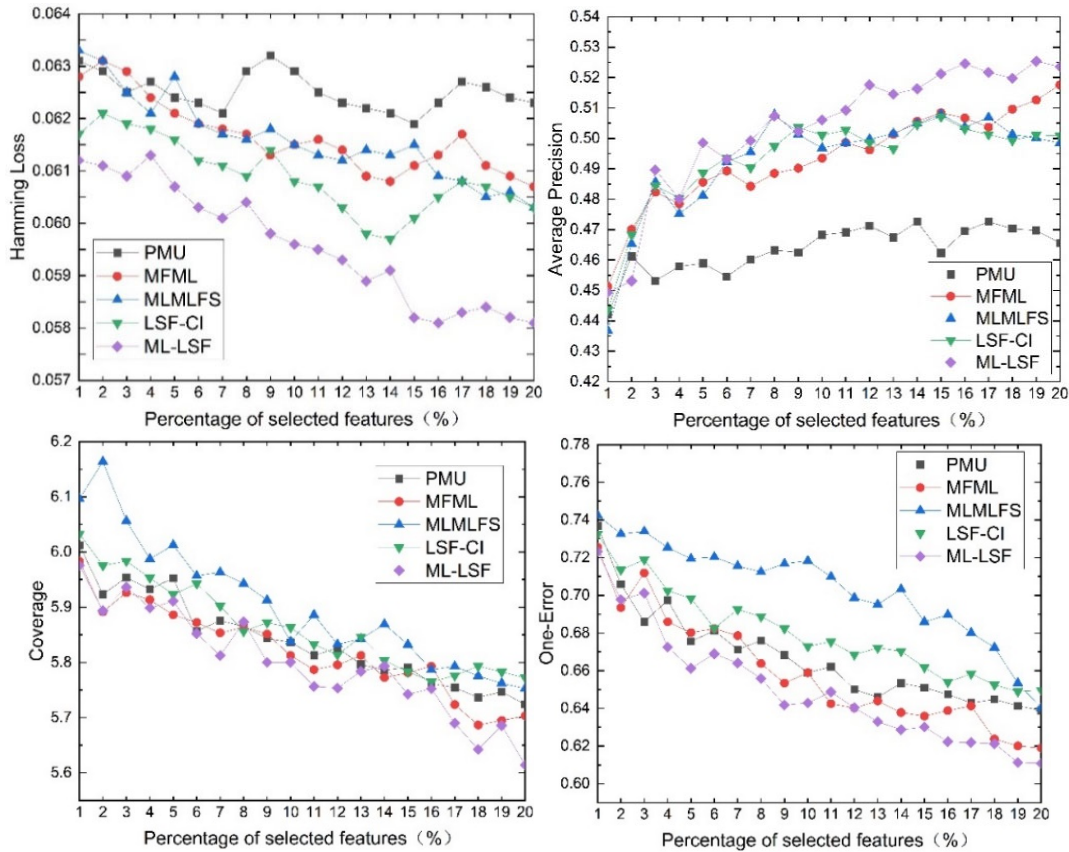 Hamming Loss
0.064
0.063
0.062
0.061
0.060
0.059
0.058
0.057
PMU
MFML
MLMLFS
LSF-CI
ML-LSF
1 2 3 4 5 6 7 8 9 10 11 12 13 14 15 16 17 18 19 20
Percentage of selected features（%）
Average Precision
0.54
0.53
0.52
0.51
0.50
0.49
0.48
0.47
0.46
0.45
0.44
0.43
0.42
PMU
MFML
MLMLFS
LSF-CI
ML-LSF
1 2 3 4 5 6 7 8 9 10 11 12 13 14 15 16 17 18 19 20
Percentage of selected features（%）
Coverage
6.2
6.1
6.0
5.9
5.8
5.7
5.6
PMU
MFML
MLMLFS
LSF-CI
ML-LSF
1 2 3 4 5 6 7 8 9 10 11 12 13 14 15 16 17 18 19 20
Percentage of selected features（%）
One-Error
0.78
0.76
0.74
0.72
0.70
0.68
0.66
0.64
0.62
0.60
PMU
MFML
MLMLFS
LSF-CI
ML-LSF
1 2 3 4 5 6 7 8 9 10 11 12 13 14 15 16 17 18 19 20
Percentage of selected features（%）